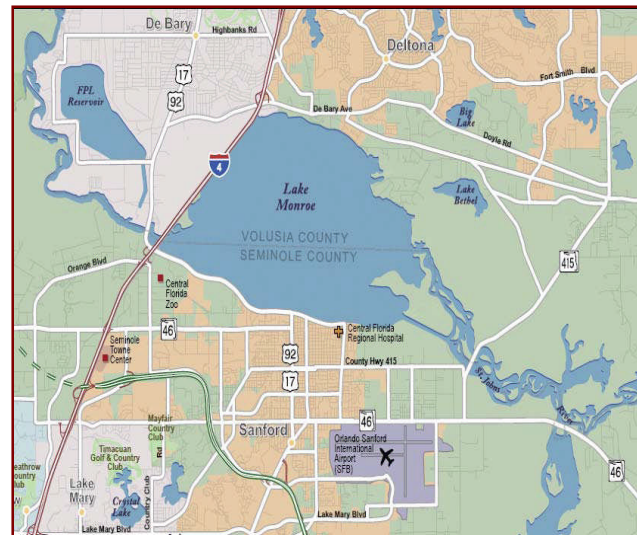 De Bary
Highbanks Rd
Deltona
Fort Smith Blvd
17
92
FPL
Reservoir
De Bary Ave
Big
Lake
Doyle Rd
4
Lake
Monroe
Lake
Bethel
VOLUSIA COUNTY
SEMINOLE COUNTY
415
Orange Blvd
Central
Florida
Zoo
46
Central Florida
Regional Hospital
Seminole
Towne
Center
92
County Hwy 415
17
St. Johns
River
Mayfair
Country
Club
46
Sanford
Orlando Sanford
International
Airport
(SFB)
46
Timacuan
Golf & Country
Club
eathrow
ountry
lub
Lake
Mary
Crystal
Lake
Country Club
Rd
Lake Mary Blvd
Lake Mary Blvd
W